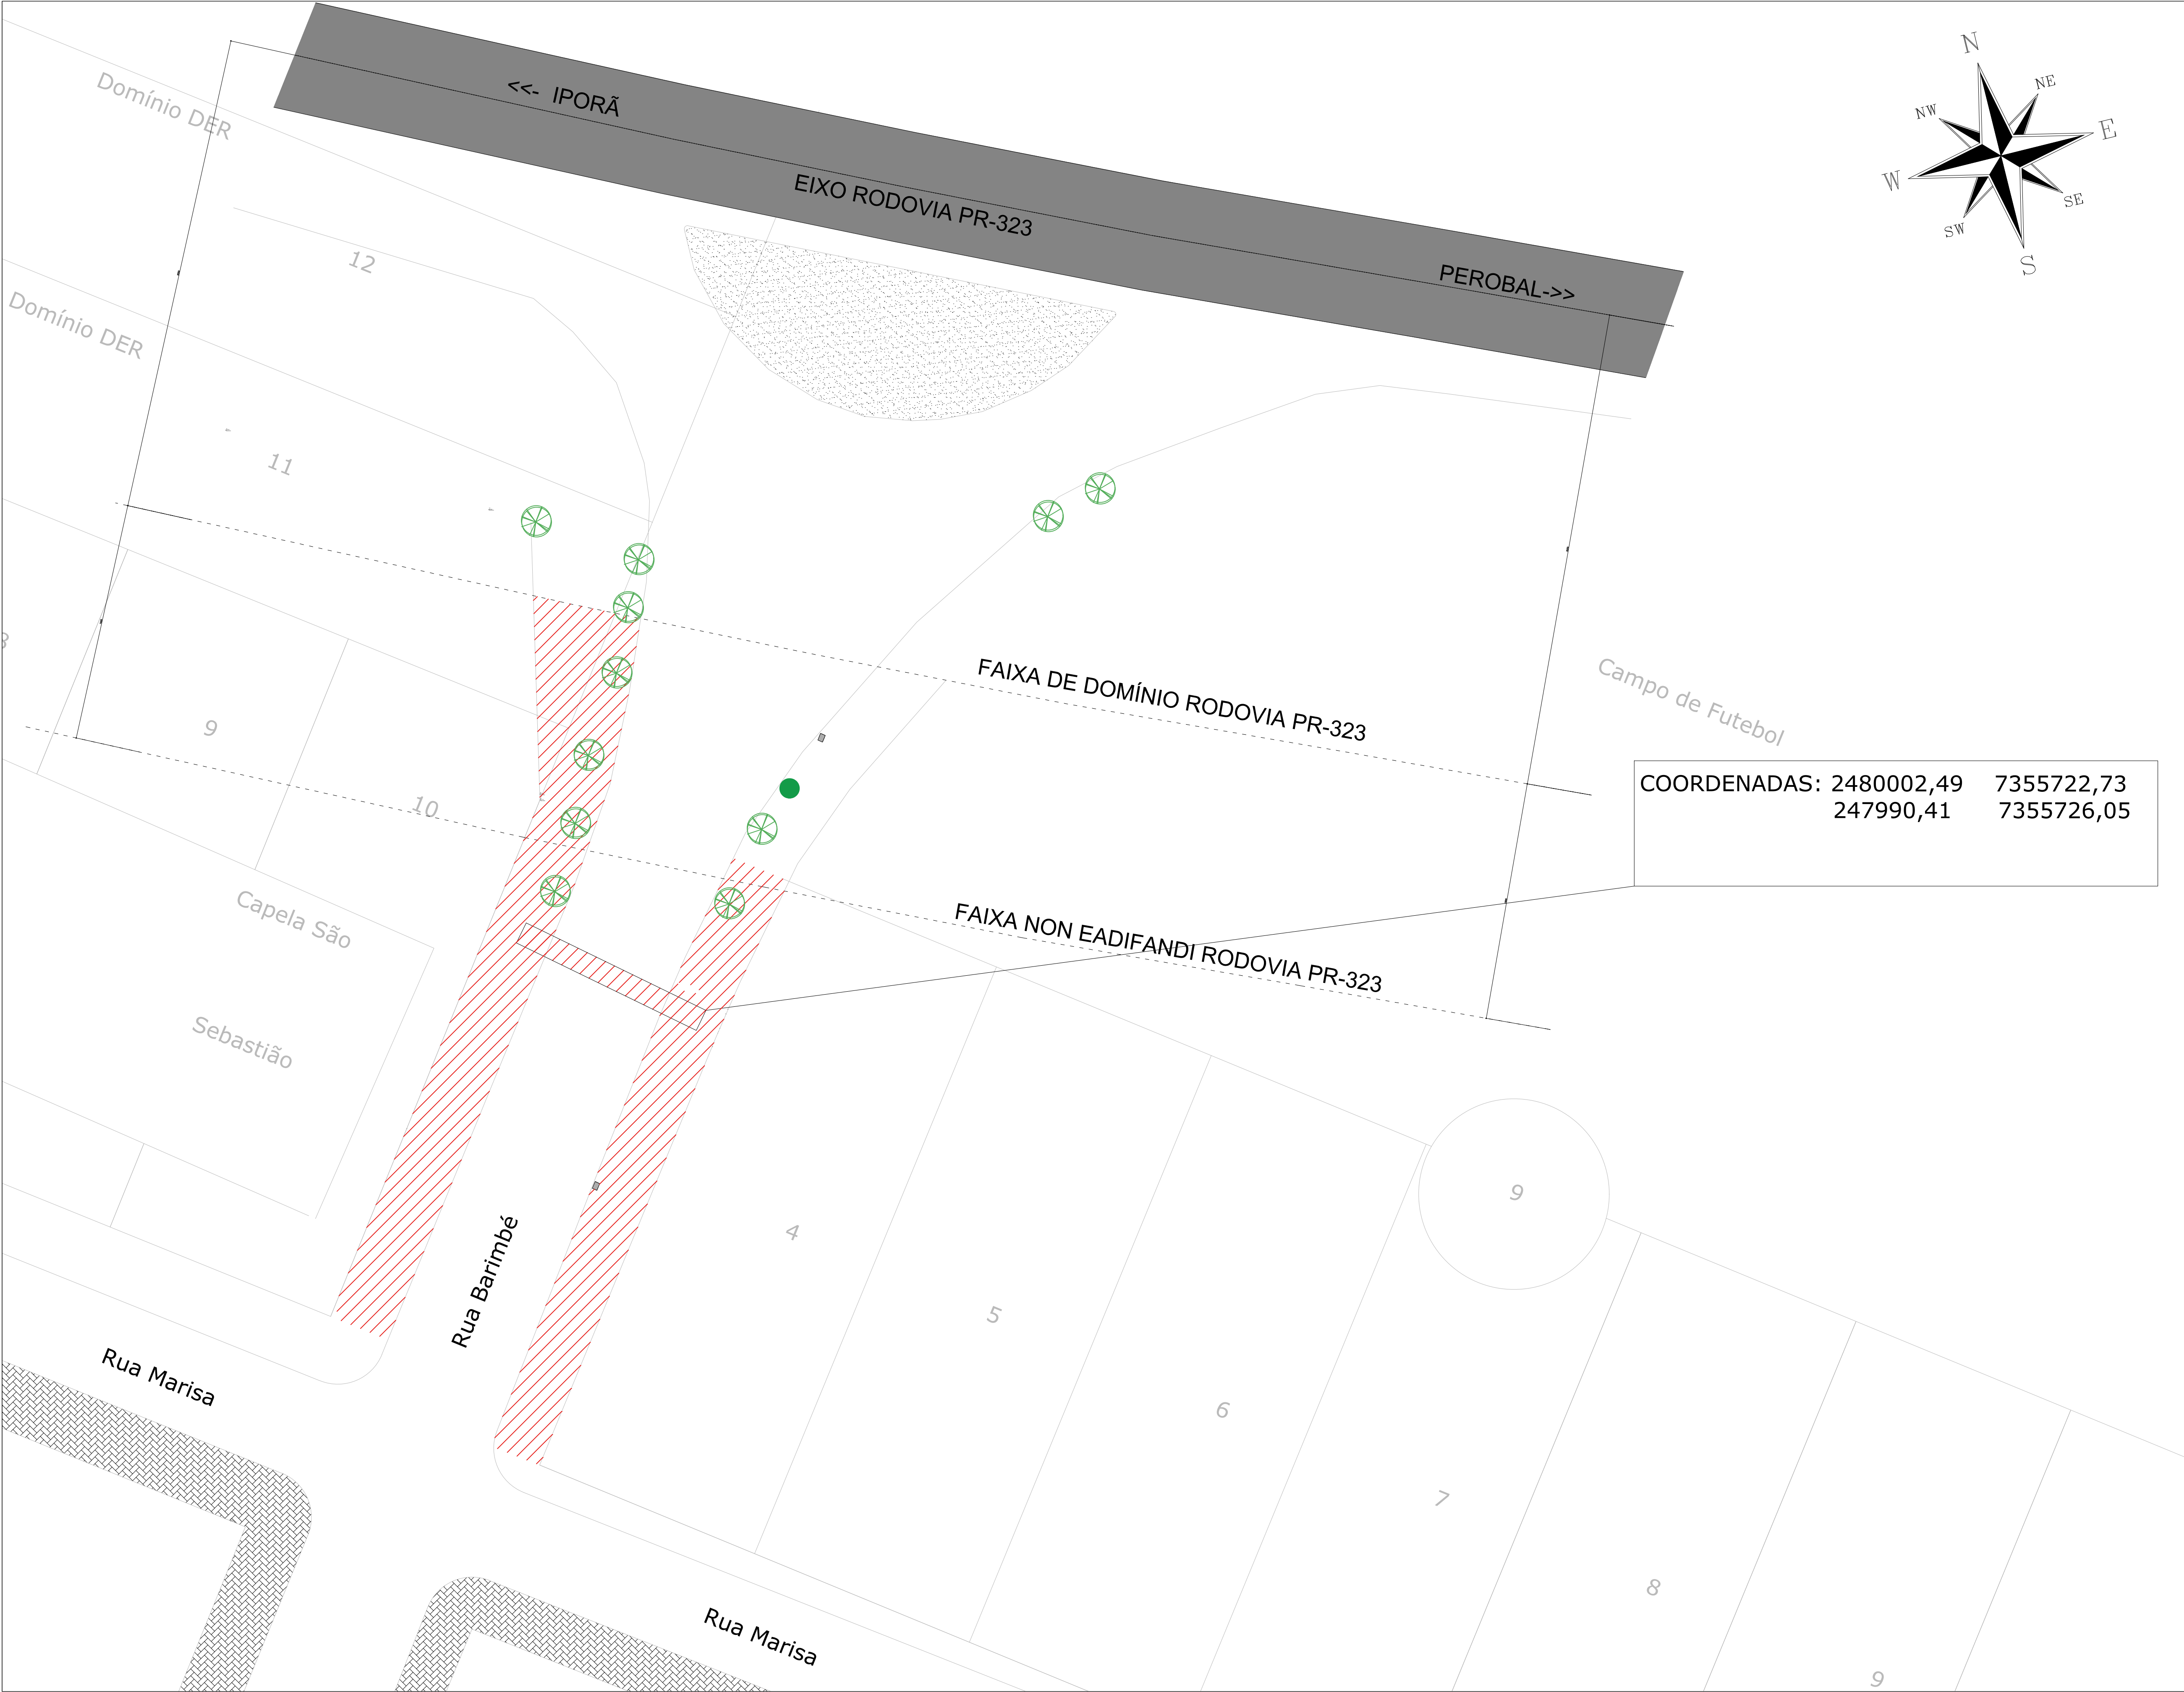 N
NE
NW
E
W
SE
SW
S
Domínio DER
<<- IPORÃ
EIXO RODOVIA PR-323
PEROBAL->>
12
Domínio DER
11
FAIXA DE DOMÍNIO RODOVIA PR-323
Campo de Futebol
9
10
COORDENADAS: 2480002,49 7355722,73
247990,41 7355726,05
Capela São
Sebastião
FAIXA NON EADIFANDI RODOVIA PR-323
9
4
5
6
7
8
9
Rua Barimbé
Rua Marisa
Rua Marisa